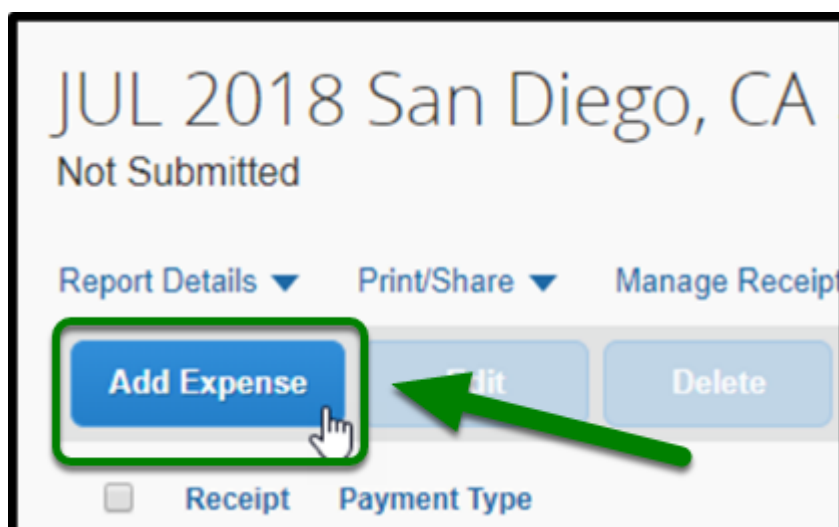 JUL 2018 San Diego, CA
Not Submitted
Report Details Print/Share Manage Receipt
Add Expense Edit Delete
Receipt Payment Type